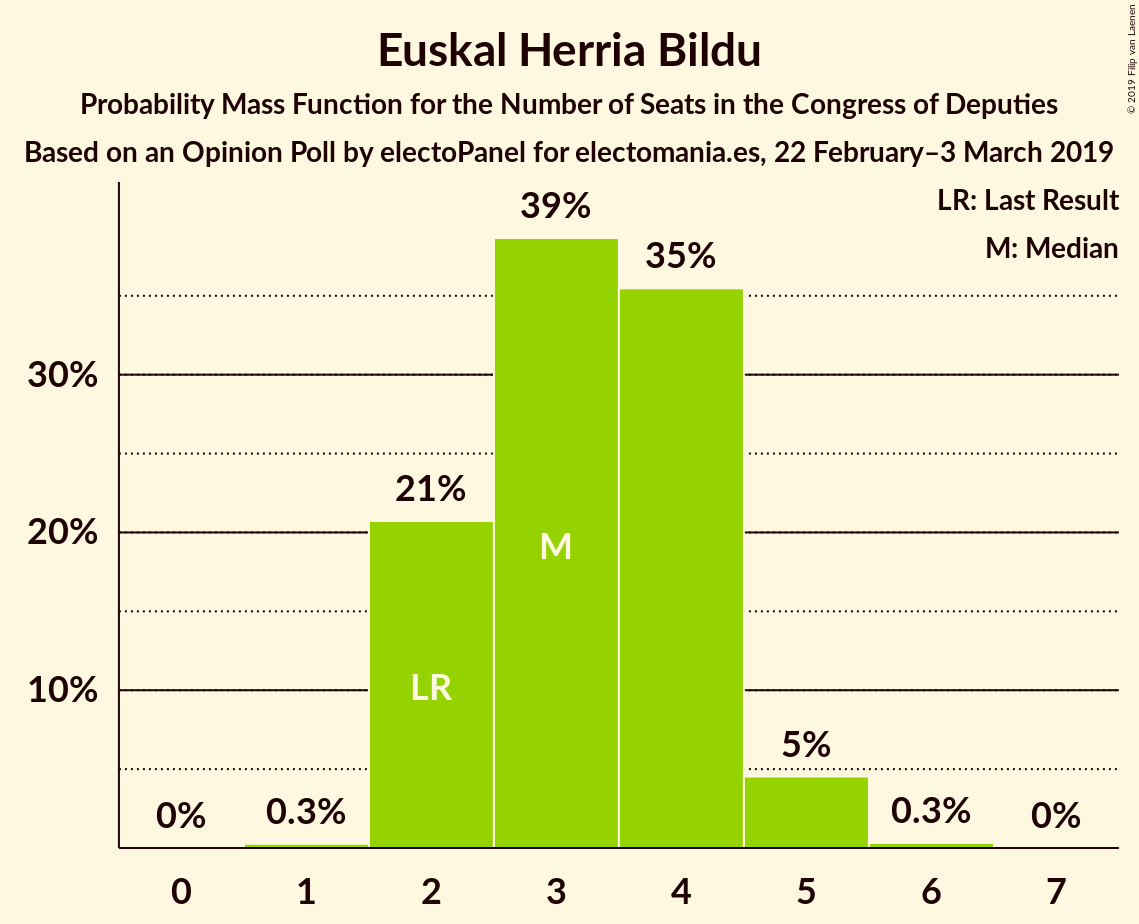 Euskal Herria Bildu
Probability Mass Function for the Number of Seats in the Congress of Deputies
Based on an Opinion Poll by electoPanel for electomania.es, 22 February–3 March 2019
© 2019 Filip van Laenen
LR: Last Result
M: Median
39%
35%
30%
21%
20%
M
LR
10%
5%
0%
0.3%
0.3%
0%
0 1 2 3 4 5 6 7